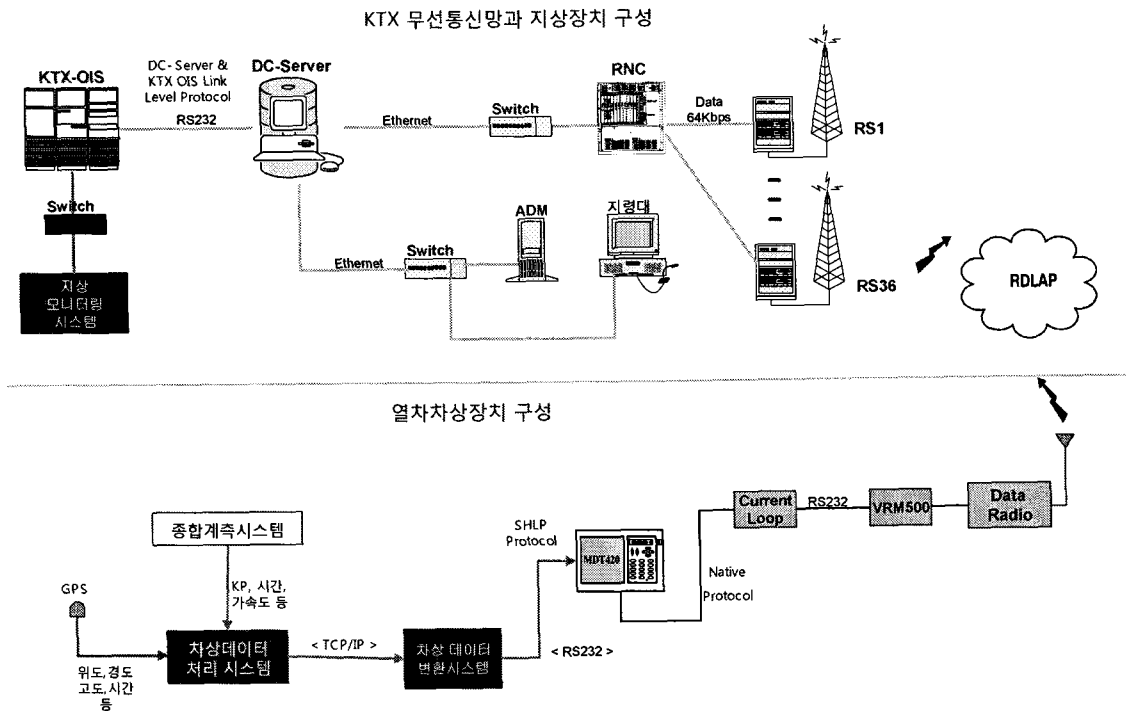 KTX 무선통신망과 지상장치 구성
KTX-OIS
DC- Server &
KTX OIS Link
Level Protocol
RS232
DC-Server
Ethernet
Switch
RNC
Data
64Kbps
RS1
Switch
지상
모니터링
시스템
Ethernet
Switch
ADM
지령대
RS36
RDLAP
열차차상장치 구성
종합계측시스템
KP, 시간,
가속도 등
GPS
위도,경도
고도,시간
등
차상데이터
처리 시스템
< TCP/IP >
차상 데이터
변환시스템
< RS232 >
SHLP
Protocol
MDT420
Native
Protocol
Current
Loop
RS232
VRM500
Data
Radio